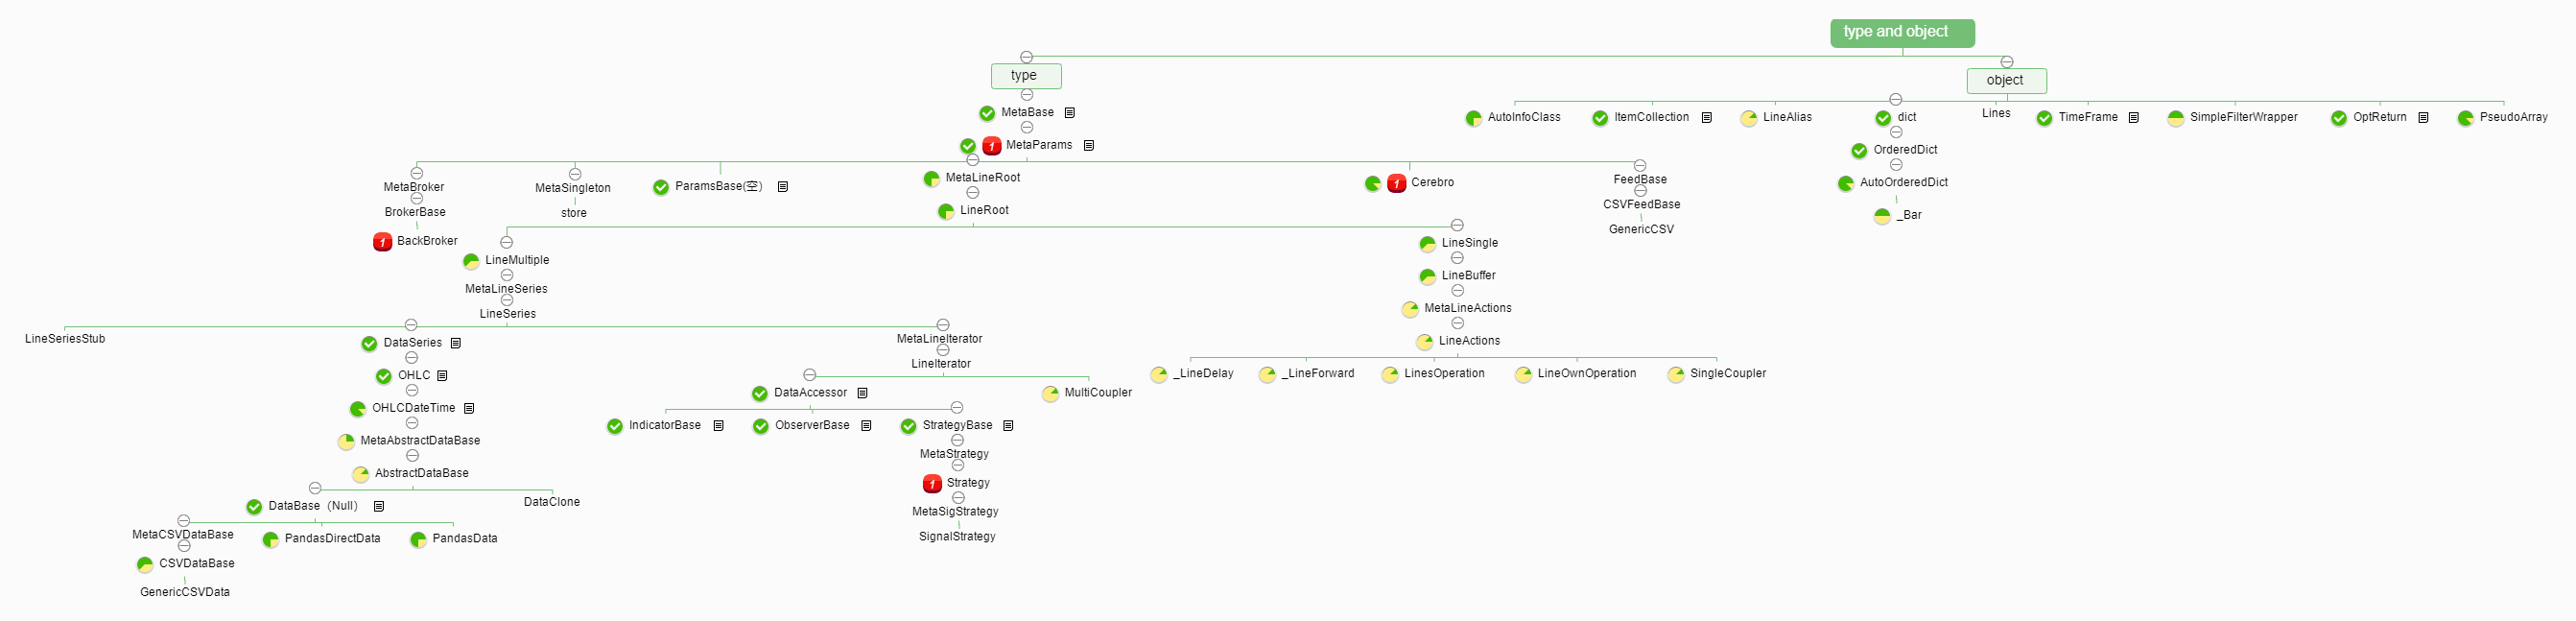 type and object
type
object
MetaBase
AutoInfoClass
ItemCollection
LineAlias
dict
Lines
TimeFrame
SimpleFilterWrapper
OptReturn
PseudoArray
1 MetaParams
OrderedDict
MetaBroker
MetaSingleton
ParamsBase(空)
MetaLineRoot
1 Cerebro
FeedBase
AutoOrderedDict
BrokerBase
store
LineRoot
CSVFeedBase
_Bar
1 BackBroker
GenericCSV
LineMultiple
LineSingle
MetaLineSeries
LineBuffer
LineSeries
MetaLineActions
LineSeriesStub
DataSeries
MetaLineIterator
LineActions
LineIterator
OHLC
_LineDelay
_LineForward
LinesOperation
LineOwnOperation
SingleCoupler
DataAccessor
MultiCoupler
OHLCDateTime
IndicatorBase
ObserverBase
StrategyBase
MetaAbstractDataBase
MetaStrategy
AbstractDataBase
1 Strategy
DataBase（Null）
DataClone
MetaSigStrategy
MetaCSVDataBase
PandasDirectData
PandasData
SignalStrategy
CSVDataBase
GenericCSVData